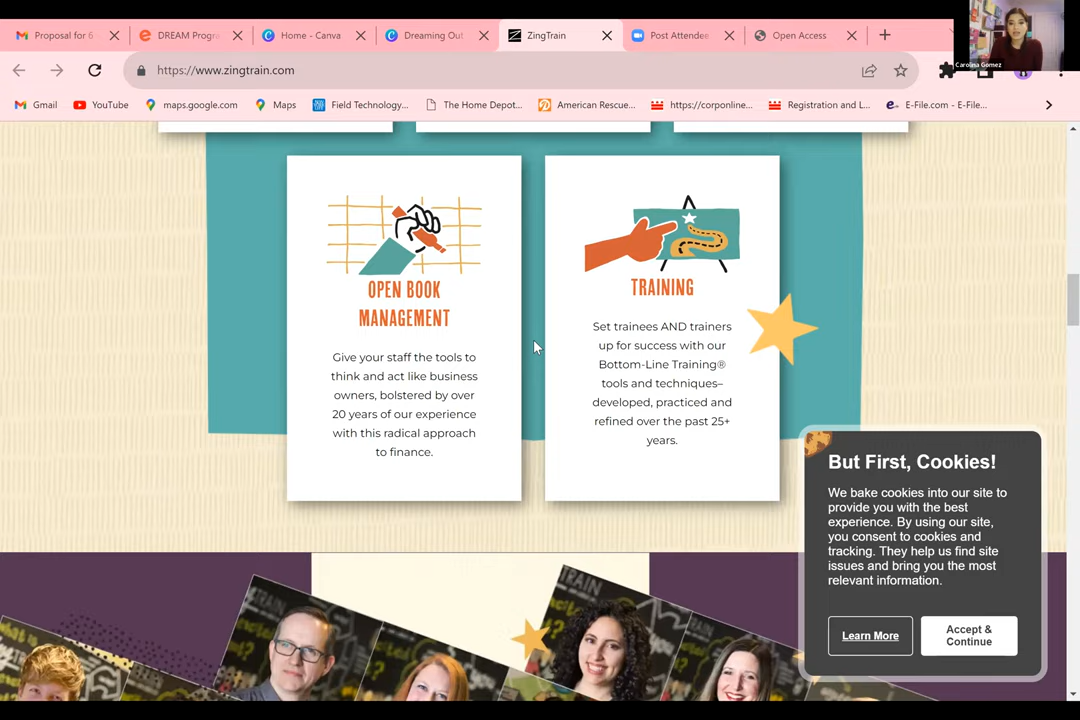 Proposal for 6
DREAM Progra
Home - Canva
Dreaming Out
ZingTrain
Post Attendee
Open Access
Carolina Gomez
https://www.zingtrain.com
Gmail
YouTube
maps.google.com
Maps
Field Technology...
The Home Depot...
American Rescue...
https://corponline...
Registration and L...
E-File.com - E-File...
OPEN BOOK
MANAGEMENT
Give your staff the tools to
think and act like business
owners, bolstered by over
20 years of our experience
with this radical approach
to finance.
TRAINING
Set trainees AND trainers
up for success with our
Bottom-Line Training®
tools and techniques–
developed, practiced and
refined over the past 25+
years.
But First, Cookies!
We bake cookies into our site to
provide you with the best
experience. By using our site,
you consent to cookies and
tracking. They help us find site
issues and bring you the most
relevant information.
Learn More
Accept &
Continue